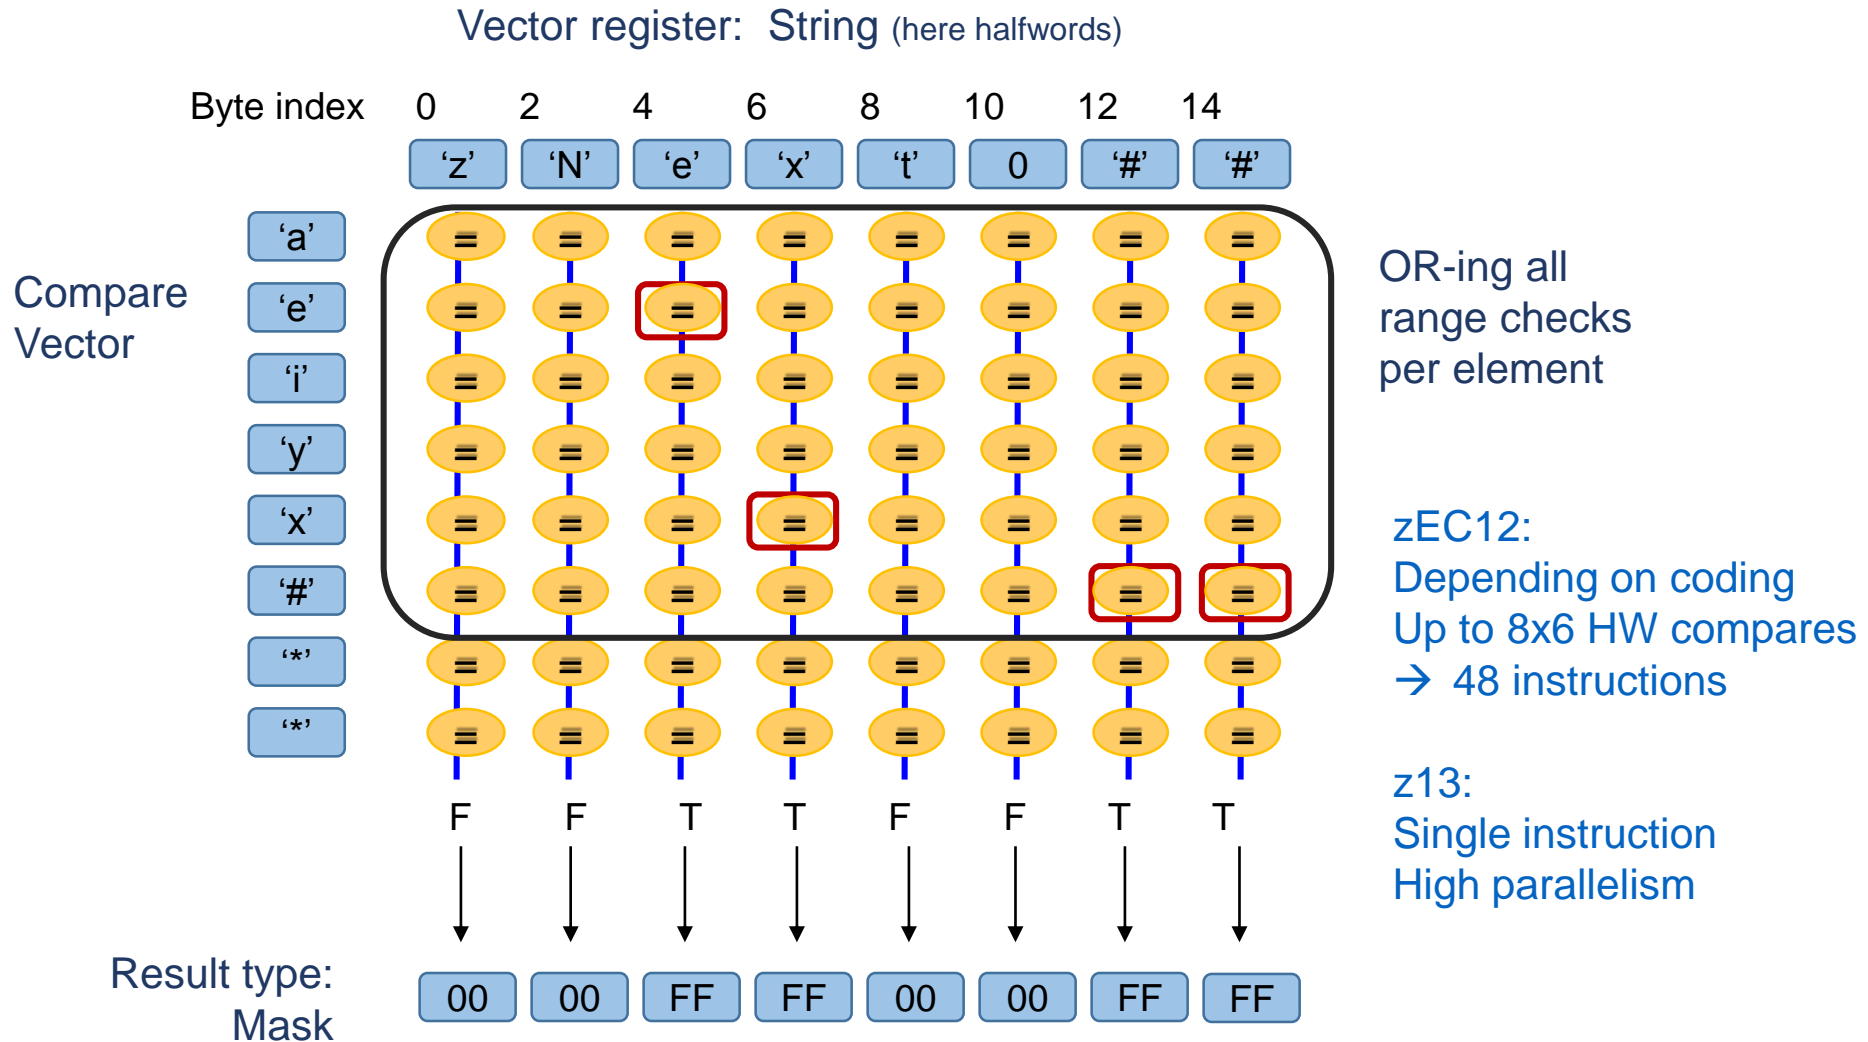 Vector register:  String (here halfwords)
Byte index 0 2 4 6 8 10 12 14
‘z’ ‘N’ ‘e’ ‘x’ ‘t’ 0 ‘#’ ‘#’
‘a’ = = = = = = = =
‘e’ = = = = = = = =
‘i’ = = = = = = = =
‘y’ = = = = = = = =
‘x’ = = = = = = = =
‘#’ = = = = = = = =
‘*’ = = = = = = = =
‘*’ = = = = = = = =
Compare
Vector
OR-ing all
range checks
per element
zEC12:
Depending on coding
Up to 8x6 HW compares
→ 48 instructions
z13:
Single instruction
High parallelism
F F T T F F T T
Result type:
Mask
00 00 FF FF 00 00 FF FF